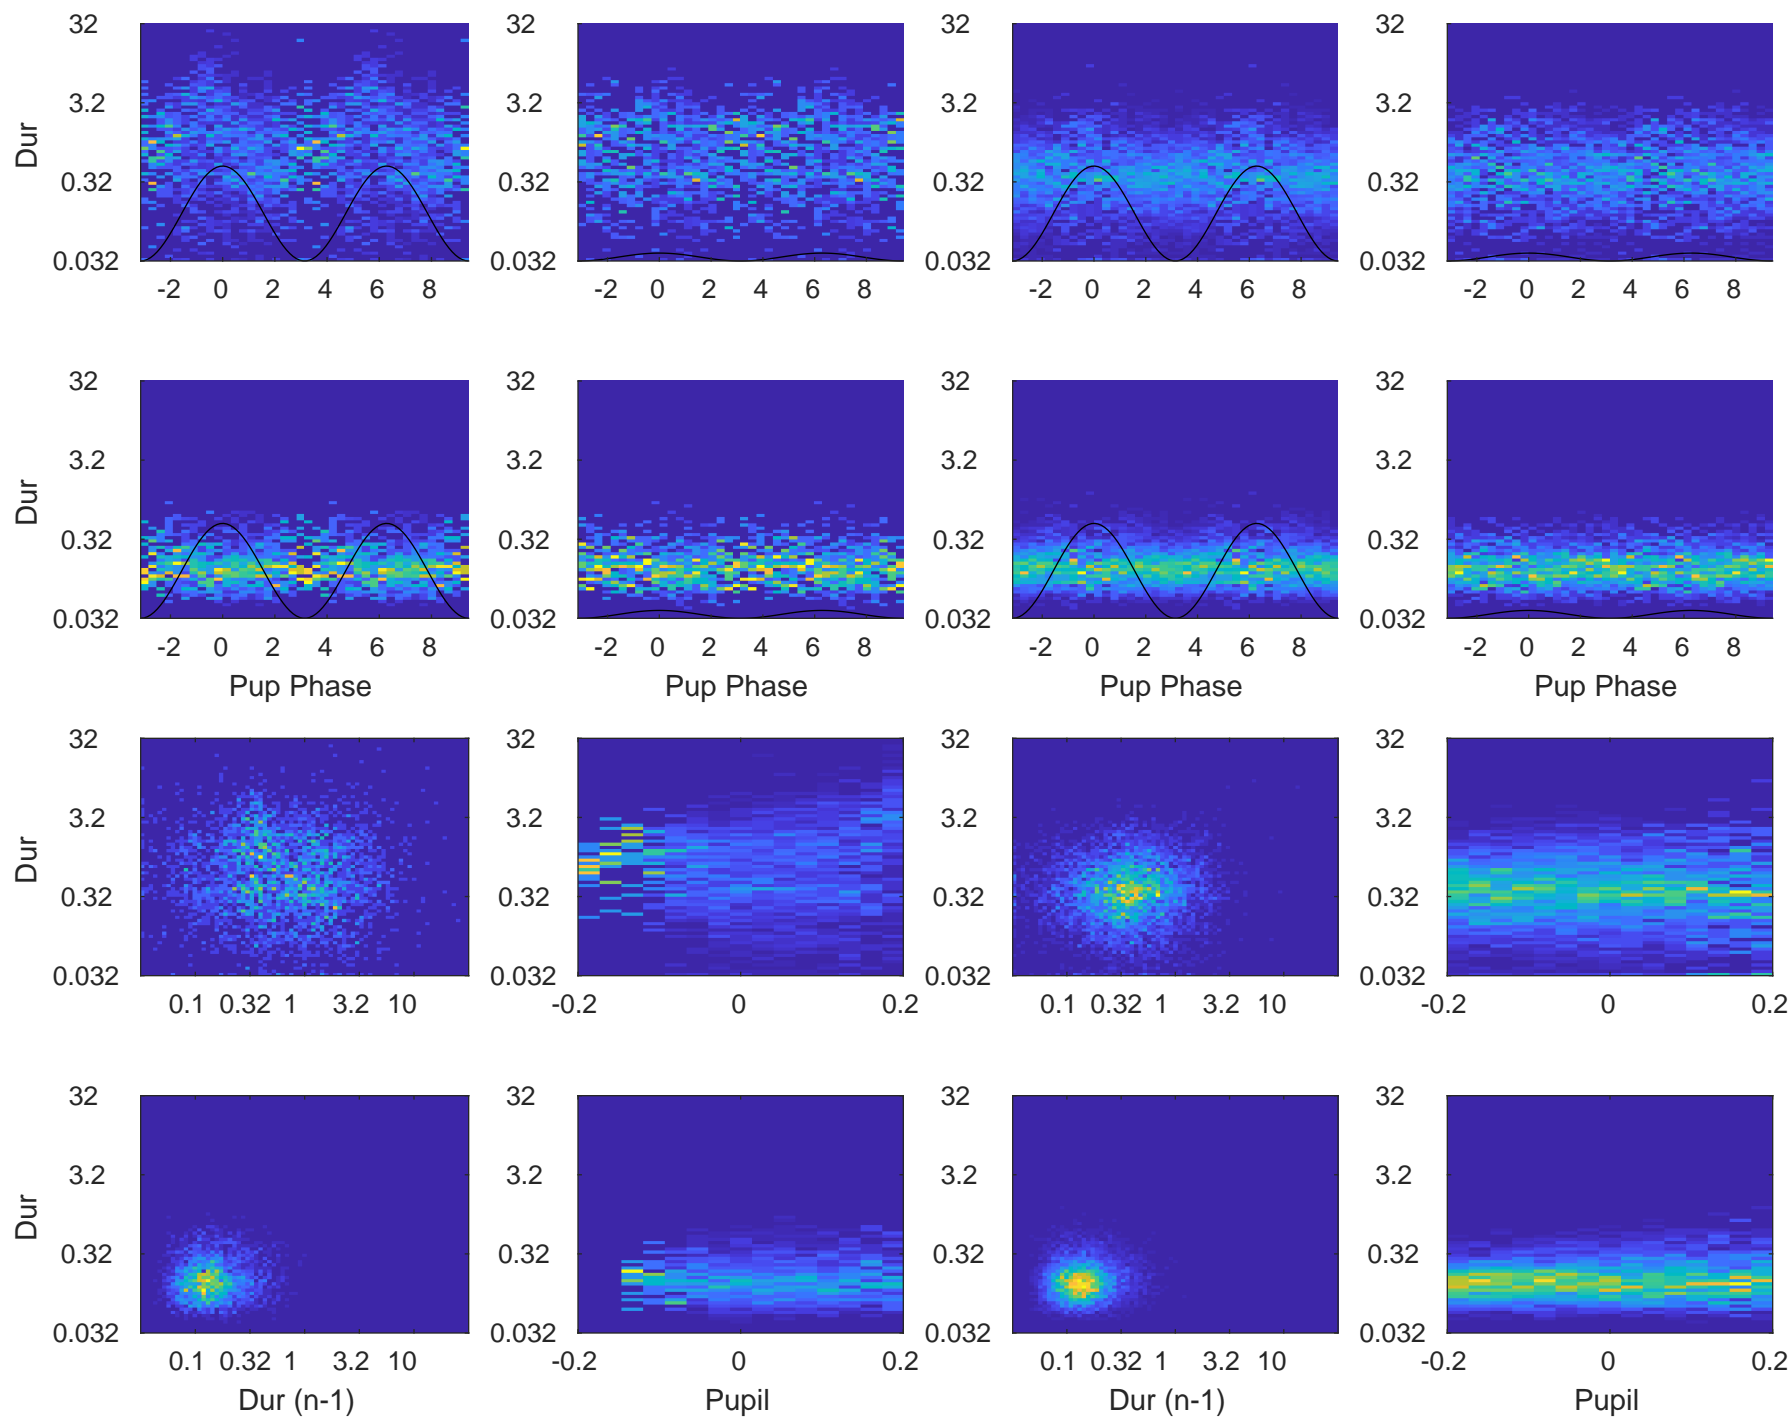 32 32 32 32
Dur 3.2 3.2 3.2 3.2
0.32 0.32 0.32 0.32
0.032 0.032 0.032 0.032
-2 0 2 4 6 8 -2 0 2 4 6 8 -2 0 2 4 6 8 -2 0 2 4 6 8
32 32 32 32
3.2 3.2 3.2 3.2
Dur 0.32 0.32 0.32 0.32
0.032 0.032 0.032 0.032
-2 0 2 4 6 8 -2 0 2 4 6 8 -2 0 2 4 6 8 -2 0 2 4 6 8
Pup Phase Pup Phase Pup Phase Pup Phase
32 32 32 32
3.2 3.2 3.2 3.2
Dur 0.32 0.32 0.32 0.32
0.032 0.032 0.032 0.032
0.1 0.32 1 3.2 10 -0.2 0 0.2 0.1 0.32 1 3.2 10 -0.2 0 0.2
32 32 32 32
3.2 3.2 3.2 3.2
Dur 0.32 0.32 0.32 0.32
0.032 0.032 0.032 0.032
0.1 0.32 1 3.2 10 -0.2 0 0.2 0.1 0.32 1 3.2 10 -0.2 0 0.2
Dur (n-1) Pupil Dur (n-1) Pupil